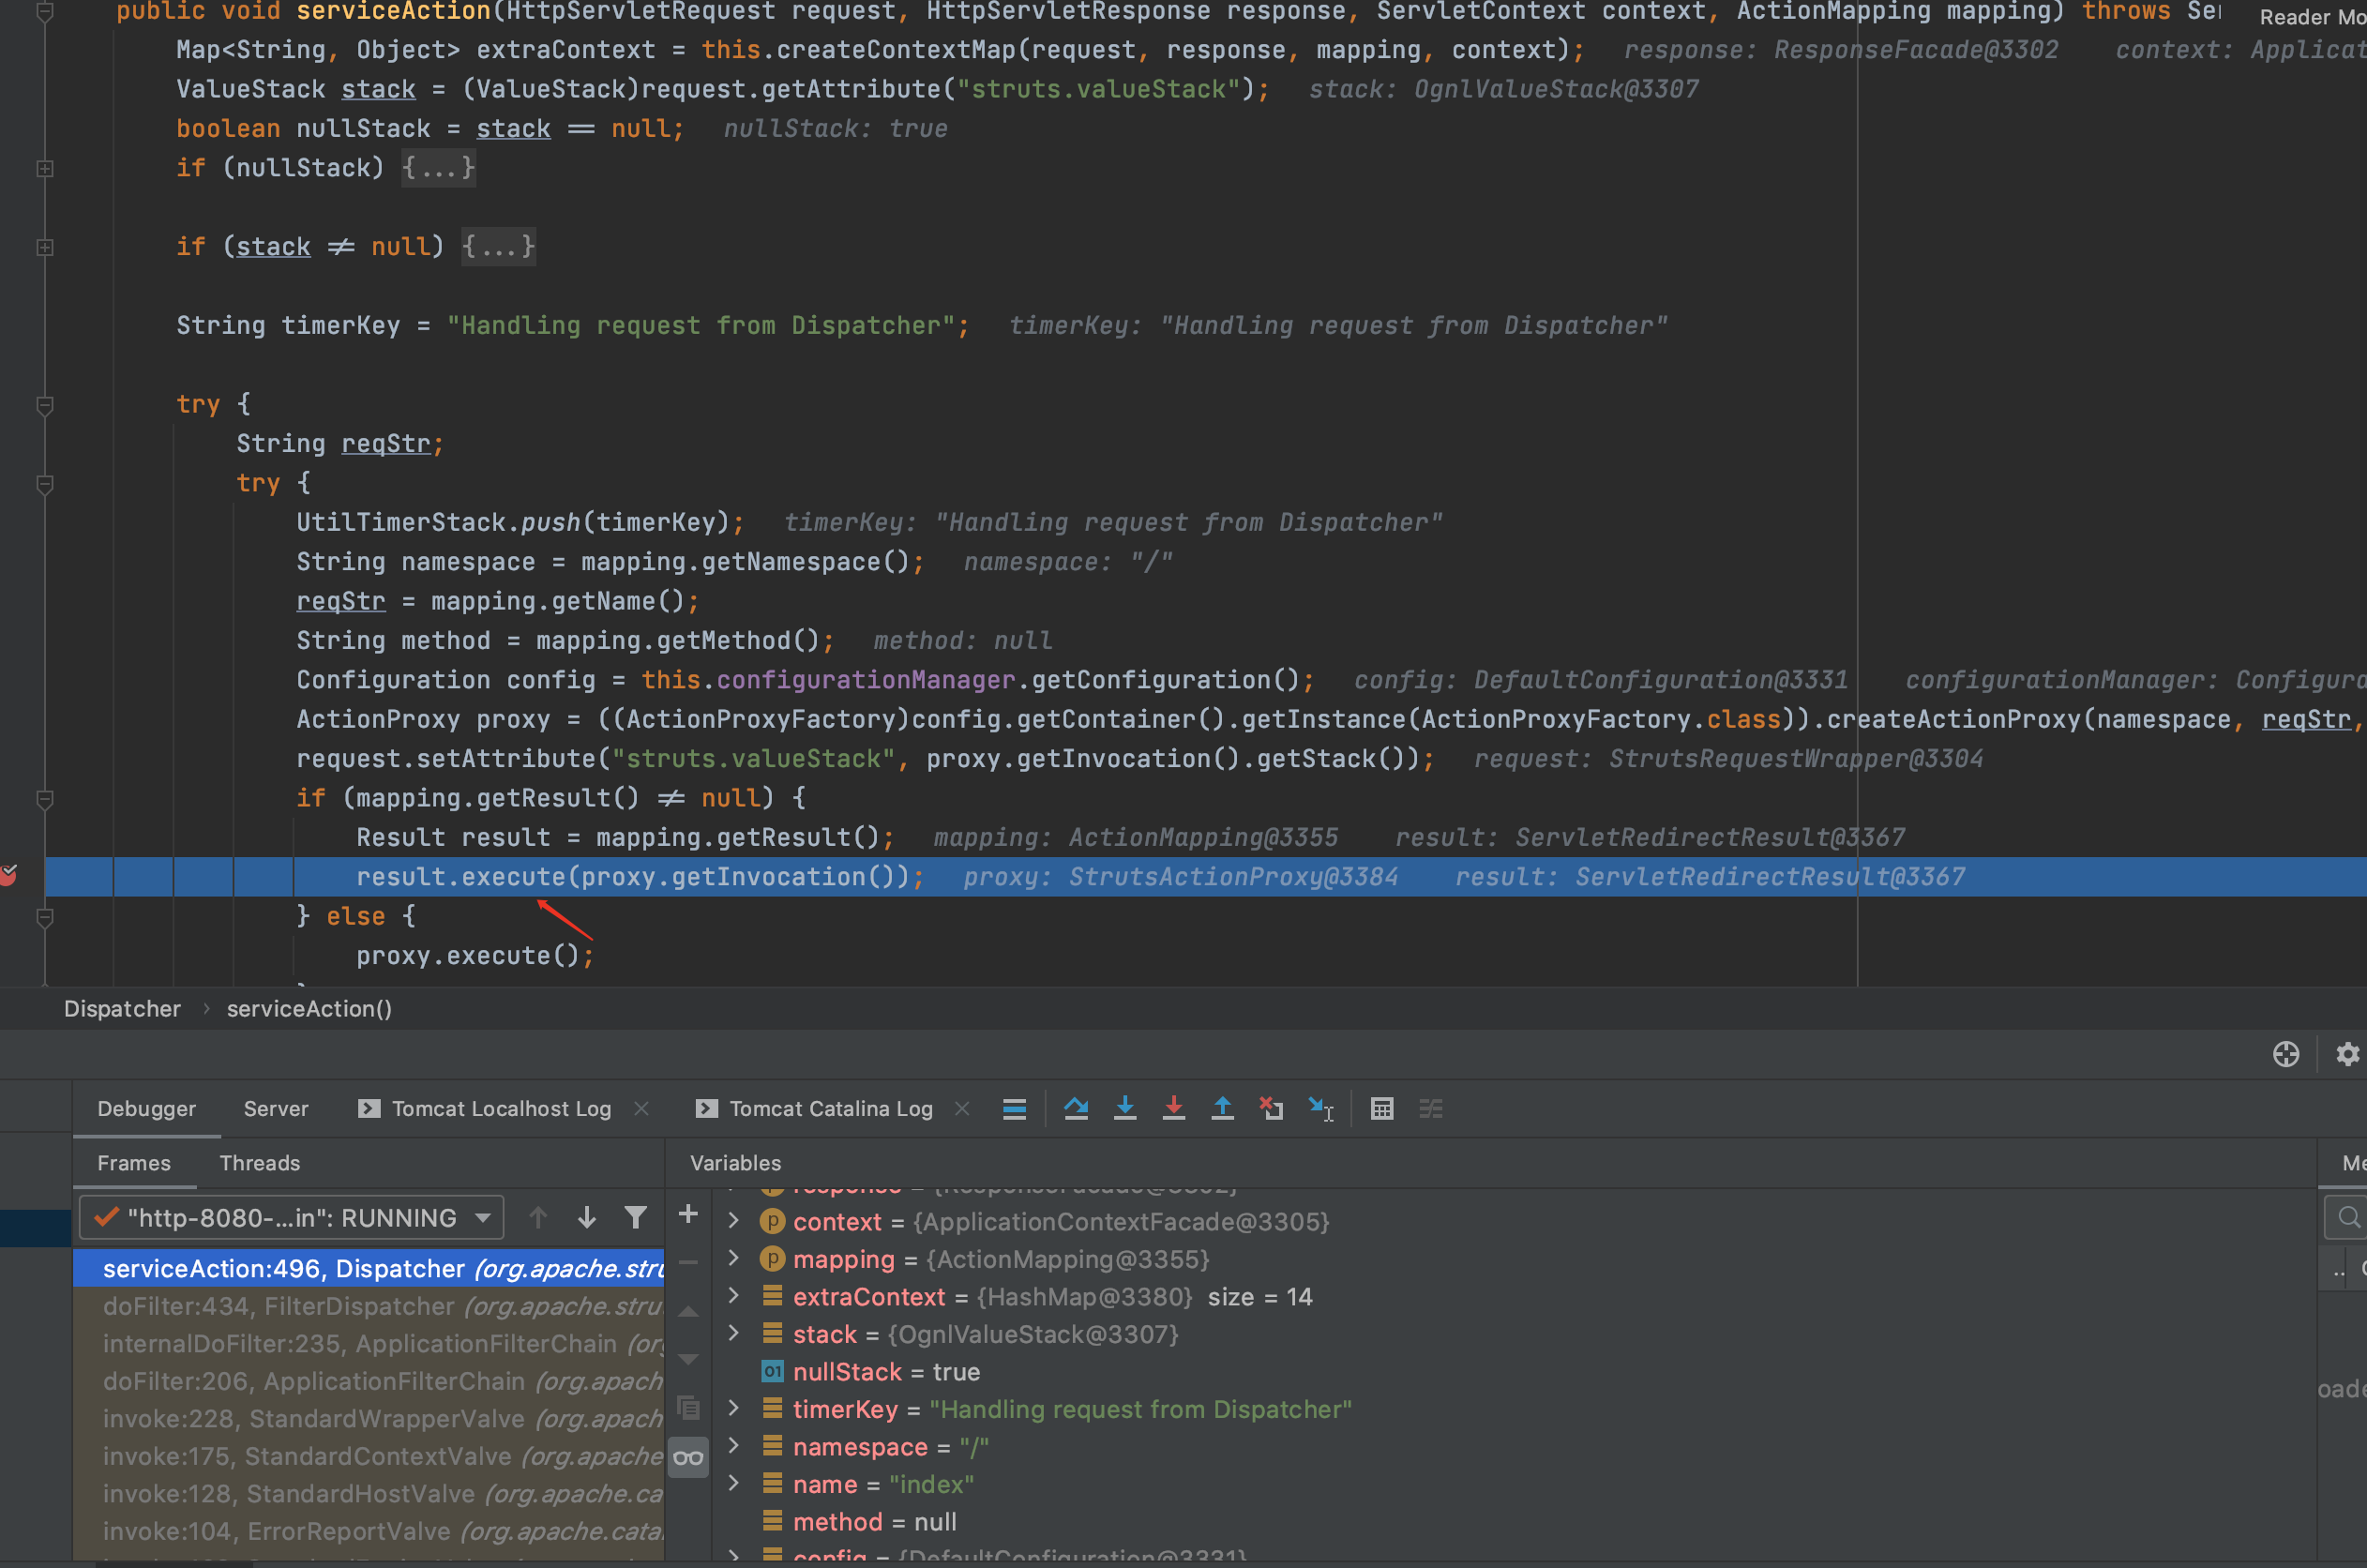 public void serviceAction(HttpServletRequest request, HttpServletResponse response, ServletContext context, ActionMapping mapping) throws Se
Reader Mo
Map<String, Object> extraContext = this.createContextMap(request, response, mapping, context); response: ResponseFacade@3302 context: Applicat
ValueStack stack = (ValueStack)request.getAttribute("struts.valueStack"); stack: OgnlValueStack@3307
boolean nullStack = stack == null; nullStack: true
if (nullStack) {...}
if (stack != null) {...}
String timerKey = "Handling request from Dispatcher"; timerKey: "Handling request from Dispatcher"
try {
String reqStr;
try {
UtilTimerStack.push(timerKey); timerKey: "Handling request from Dispatcher"
String namespace = mapping.getNamespace(); namespace: "/"
reqStr = mapping.getName();
String method = mapping.getMethod(); method: null
Configuration config = this.configurationManager.getConfiguration(); config: DefaultConfiguration@3331 configurationManager: Configura
ActionProxy proxy = ((ActionProxyFactory)config.getContainer().getInstance(ActionProxyFactory.class)).createActionProxy(namespace, reqStr,
request.setAttribute("struts.valueStack", proxy.getInvocation().getStack()); request: StrutsRequestWrapper@3304
if (mapping.getResult() != null) {
Result result = mapping.getResult(); mapping: ActionMapping@3355 result: ServletRedirectResult@3367
result.execute(proxy.getInvocation()); proxy: StrutsActionProxy@3384 result: ServletRedirectResult@3367
} else {
proxy.execute();
Dispatcher › serviceAction()
Debugger Server Tomcat Localhost Log × Tomcat Catalina Log ×
Frames Threads
"http-8080-...in": RUNNING
serviceAction:496, Dispatcher (org.apache.stru
doFilter:434, FilterDispatcher (org.apache.stru
internalDoFilter:235, ApplicationFilterChain (org
doFilter:206, ApplicationFilterChain (org.apach
invoke:228, StandardWrapperValve (org.apach
invoke:175, StandardContextValve (org.apache
invoke:128, StandardHostValve (org.apache.ca
invoke:104, ErrorReportValve (org.apache.cata
Variables
response = {ResponseFacade@3302}
context = {ApplicationContextFacade@3305}
mapping = {ActionMapping@3355}
extraContext = {HashMap@3380} size = 14
stack = {OgnlValueStack@3307}
nullStack = true
timerKey = "Handling request from Dispatcher"
namespace = "/"
name = "index"
method = null
config = {DefaultConfiguration@3331}
Me
oade